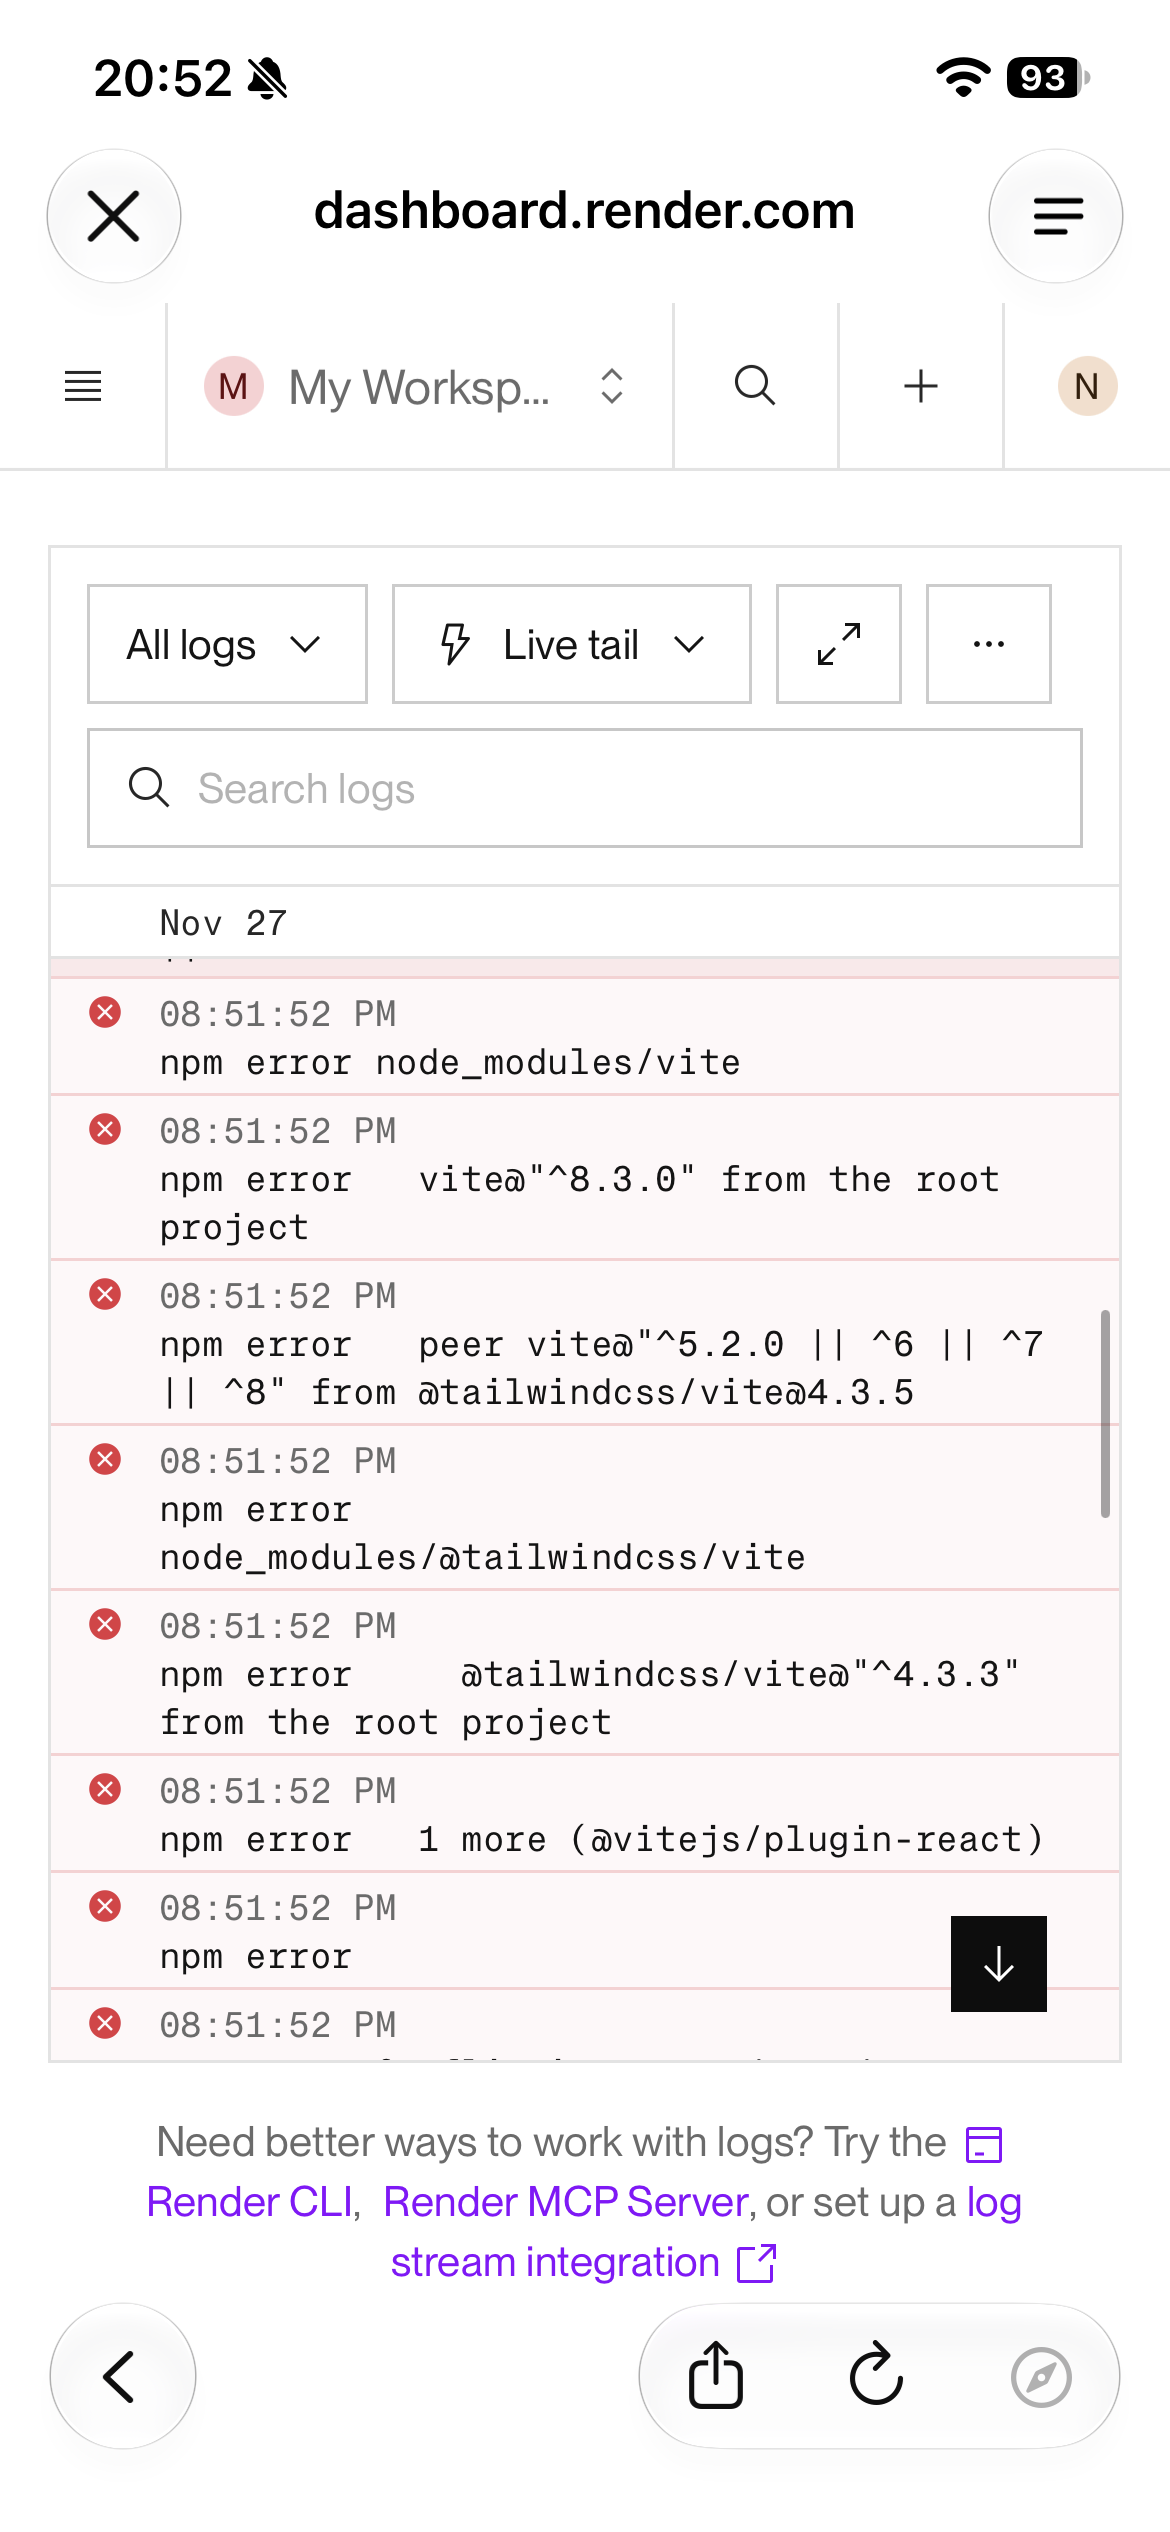 20:52
93
dashboard.render.com
M My Worksp...
N
All logs
Live tail
...
Search logs
Nov 27
08:51:52 PM
npm error node_modules/vite
08:51:52 PM
npm error   vite@"^8.3.0" from the root
project
08:51:52 PM
npm error   peer vite@"^5.2.0 || ^6 || ^7
|| ^8" from @tailwindcss/vite@4.3.5
08:51:52 PM
npm error
node_modules/@tailwindcss/vite
08:51:52 PM
npm error     @tailwindcss/vite@"^4.3.3"
from the root project
08:51:52 PM
npm error   1 more (@vitejs/plugin-react)
08:51:52 PM
npm error
08:51:52 PM
Need better ways to work with logs? Try the
Render CLI, Render MCP Server, or set up a log
stream integration